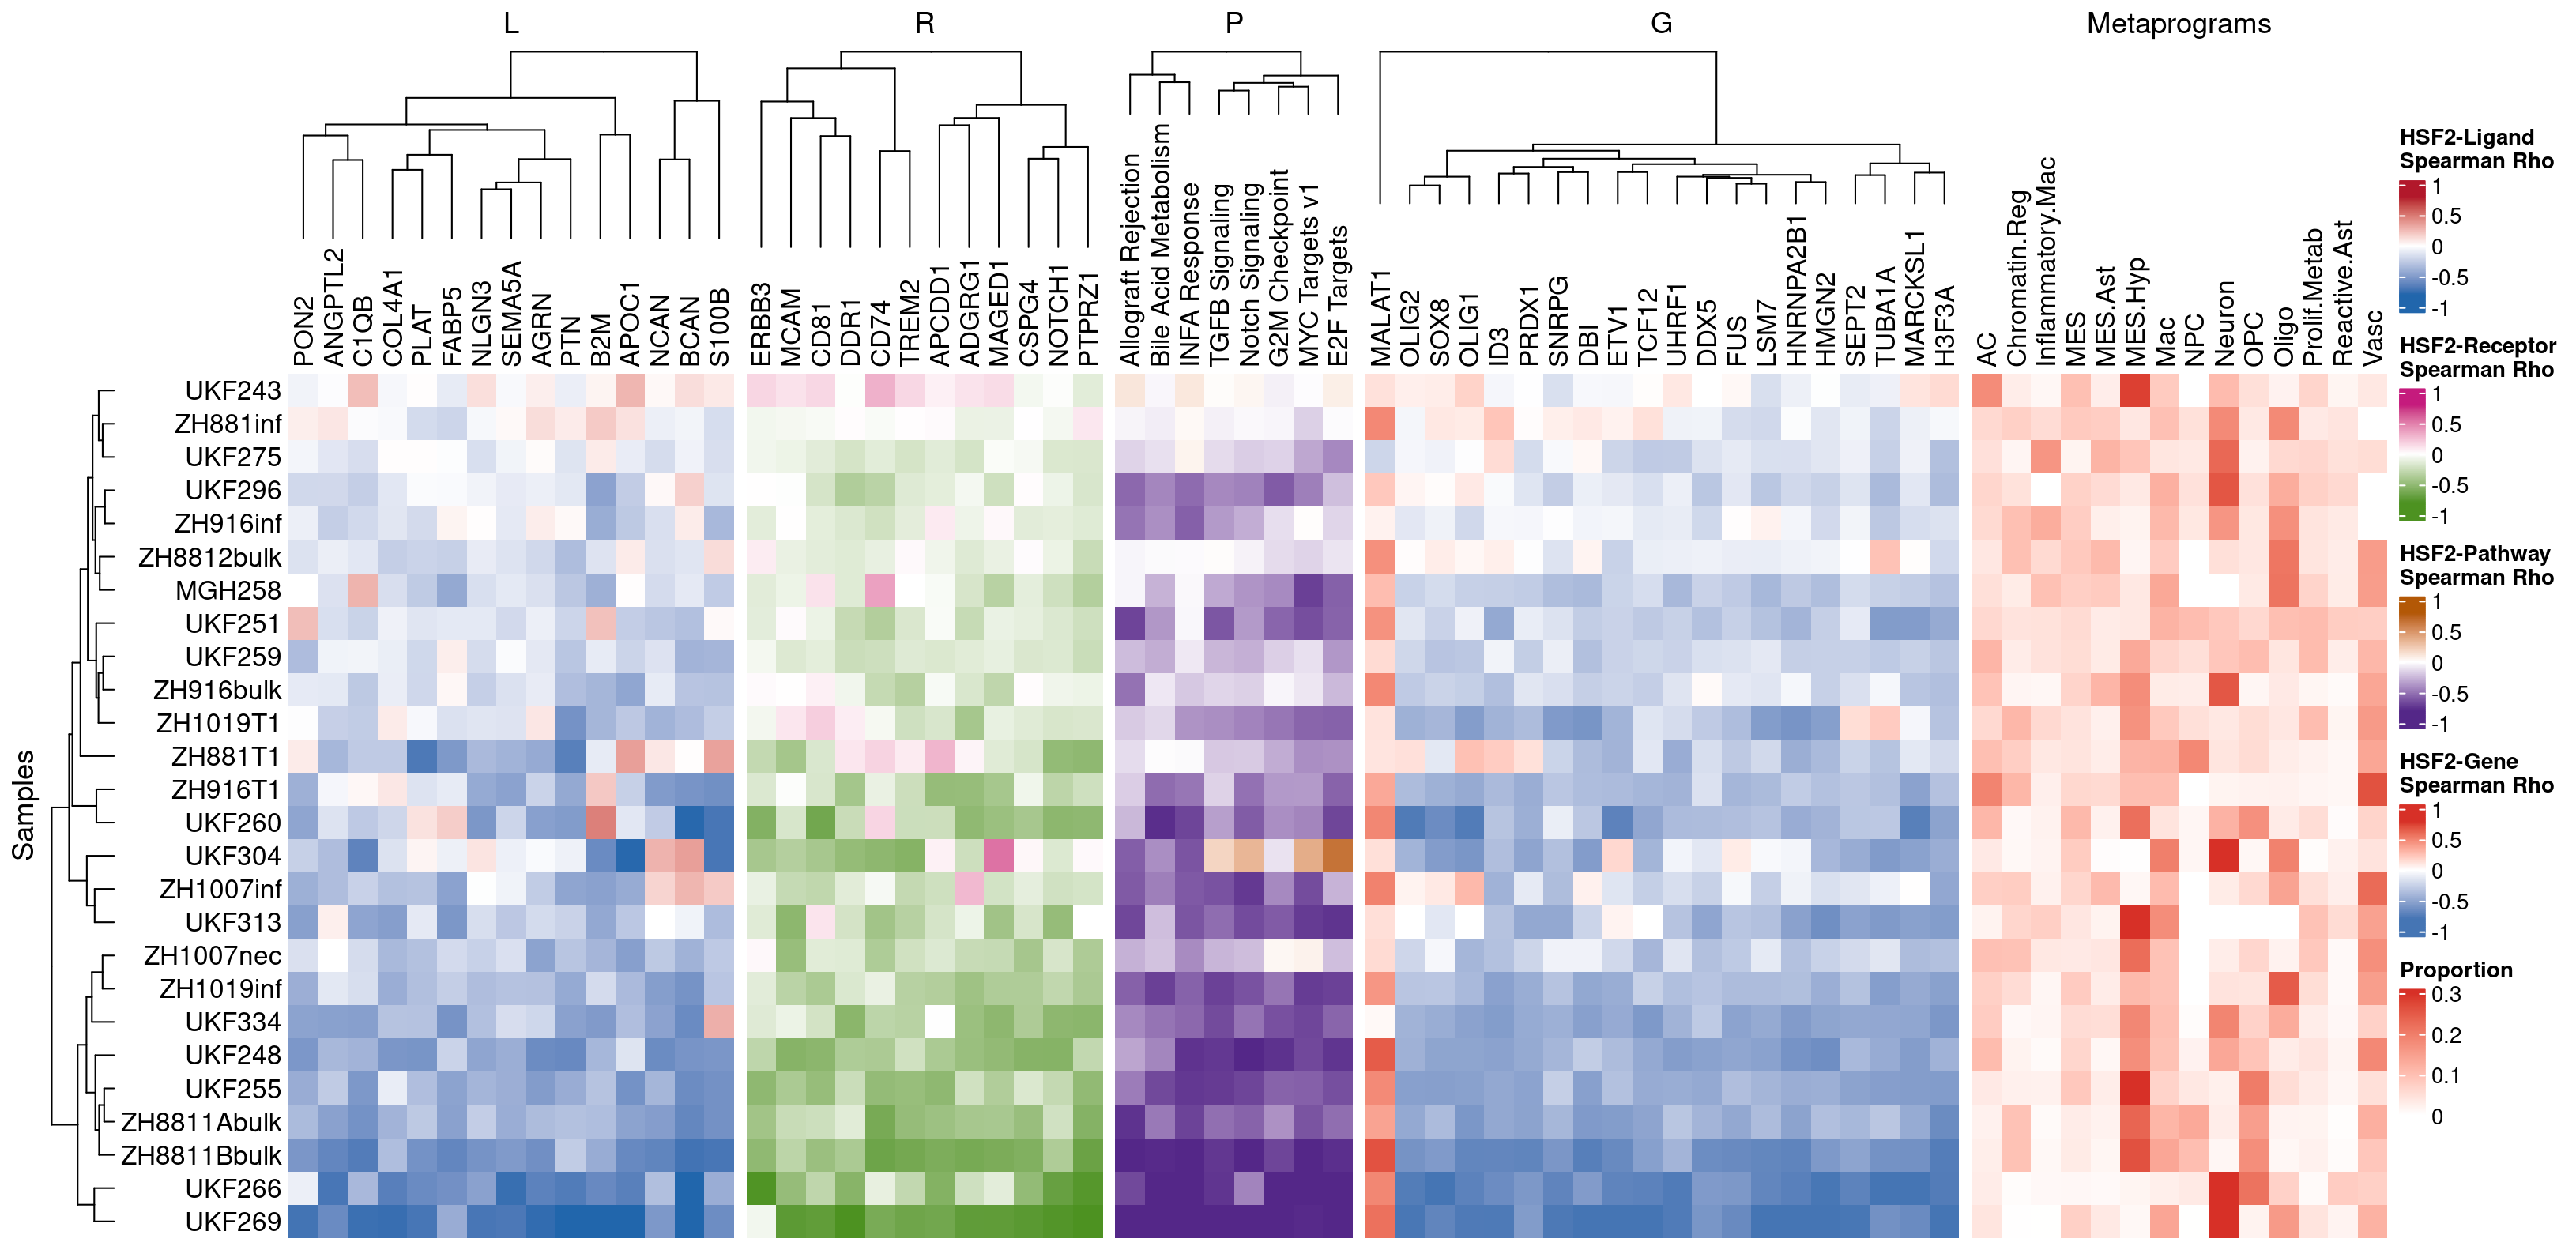 L
R
P
G
Metaprograms
PON2
ANGPTL2
C1QB
COL4A1
PLAT
FABP5
NLGN3
SEMA5A
AGRN
PTN
B2M
APOC1
NCAN
BCAN
S100B
ERBB3
MCAM
CD81
DDR1
CD74
TREM2
APCDD1
ADGRG1
MAGED1
CSPG4
NOTCH1
PTPRZ1
Allograft Rejection
Bile Acid Metabolism
INFA Response
TGFB Signaling
Notch Signaling
G2M Checkpoint
MYC Targets v1
E2F Targets
MALAT1
OLIG2
SOX8
OLIG1
ID3
PRDX1
SNRPG
DBI
ETV1
TCF12
UHRF1
DDX5
FUS
LSM7
HNRNPA2B1
HMGN2
SEPT2
TUBA1A
MARCKSL1
H3F3A
AC
Chromatin.Reg
Inflammatory.Mac
MES
MES.Ast
MES.Hyp
Mac
NPC
Neuron
OPC
Oligo
Prolif.Metab
Reactive.Ast
Vasc
Samples
UKF243
ZH881inf
UKF275
UKF296
ZH916inf
ZH8812bulk
MGH258
UKF251
UKF259
ZH916bulk
ZH1019T1
ZH881T1
ZH916T1
UKF260
UKF304
ZH1007inf
UKF313
ZH1007nec
ZH1019inf
UKF334
UKF248
UKF255
ZH8811Abulk
ZH8811Bbulk
UKF266
UKF269
HSF2-Ligand
Spearman Rho
1
0.5
0
-0.5
-1
HSF2-Receptor
Spearman Rho
1
0.5
0
-0.5
-1
HSF2-Pathway
Spearman Rho
1
0.5
0
-0.5
-1
HSF2-Gene
Spearman Rho
1
0.5
0
-0.5
-1
Proportion
0.3
0.2
0.1
0